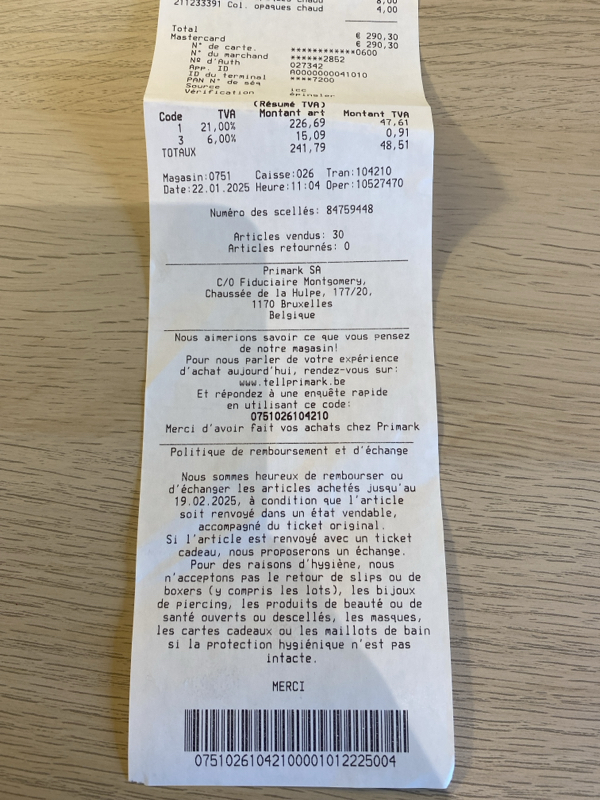 211233391 Col. opaques chaud 4,00
Total € 290,30
Mastercard € 290,30
N° de carte. ************0600
N° du marchand ******2852
Nº d'Auth 027342
App. ID A0000000041010
ID du terminal ****7200
PAN N° de séq
Source icc
Vérification
(Résumé TVA)
Code TVA Montant art Montant TVA
1 21,00% 226,69 47,61
3 6,00% 15,09 0,91
TOTAUX 241,79 48,51
Magasin:0751 Caisse:026 Tran:104210
Date:22.01.2025 Heure:11:04 Oper:10527470
Numéro des scellés: 84759448
Articles vendus: 30
Articles retournés: 0
Primark SA
C/O Fiduciaire Montgomery,
Chaussée de la Hulpe, 177/20,
1170 Bruxelles
Belgique
Nous aimerions savoir ce que vous pensez
de notre magasin!
Pour nous parler de votre expérience
d'achat aujourd'hui, rendez-vous sur:
www.tellprimark.be
Et répondez à une enquête rapide
en utilisant ce code:
0751026104210
Merci d'avoir fait vos achats chez Primark
Politique de remboursement et d'échange
Nous sommes heureux de rembourser ou
d'échanger les articles achetés jusqu'au
19.02.2025, à condition que l'article
soit renvoyé dans un état vendable,
accompagné du ticket original.
Si l'article est renvoyé avec un ticket
cadeau, nous proposerons un échange.
Pour des raisons d'hygiène, nous
n'acceptons pas le retour de slips ou de
boxers (y compris les lots), les bijoux
de piercing, les produits de beauté ou de
santé ouverts ou descellés, les masques,
les cartes cadeaux ou les maillots de bain
si la protection hygiénique n'est pas
intacte.
MERCI
07510261042100001012225004